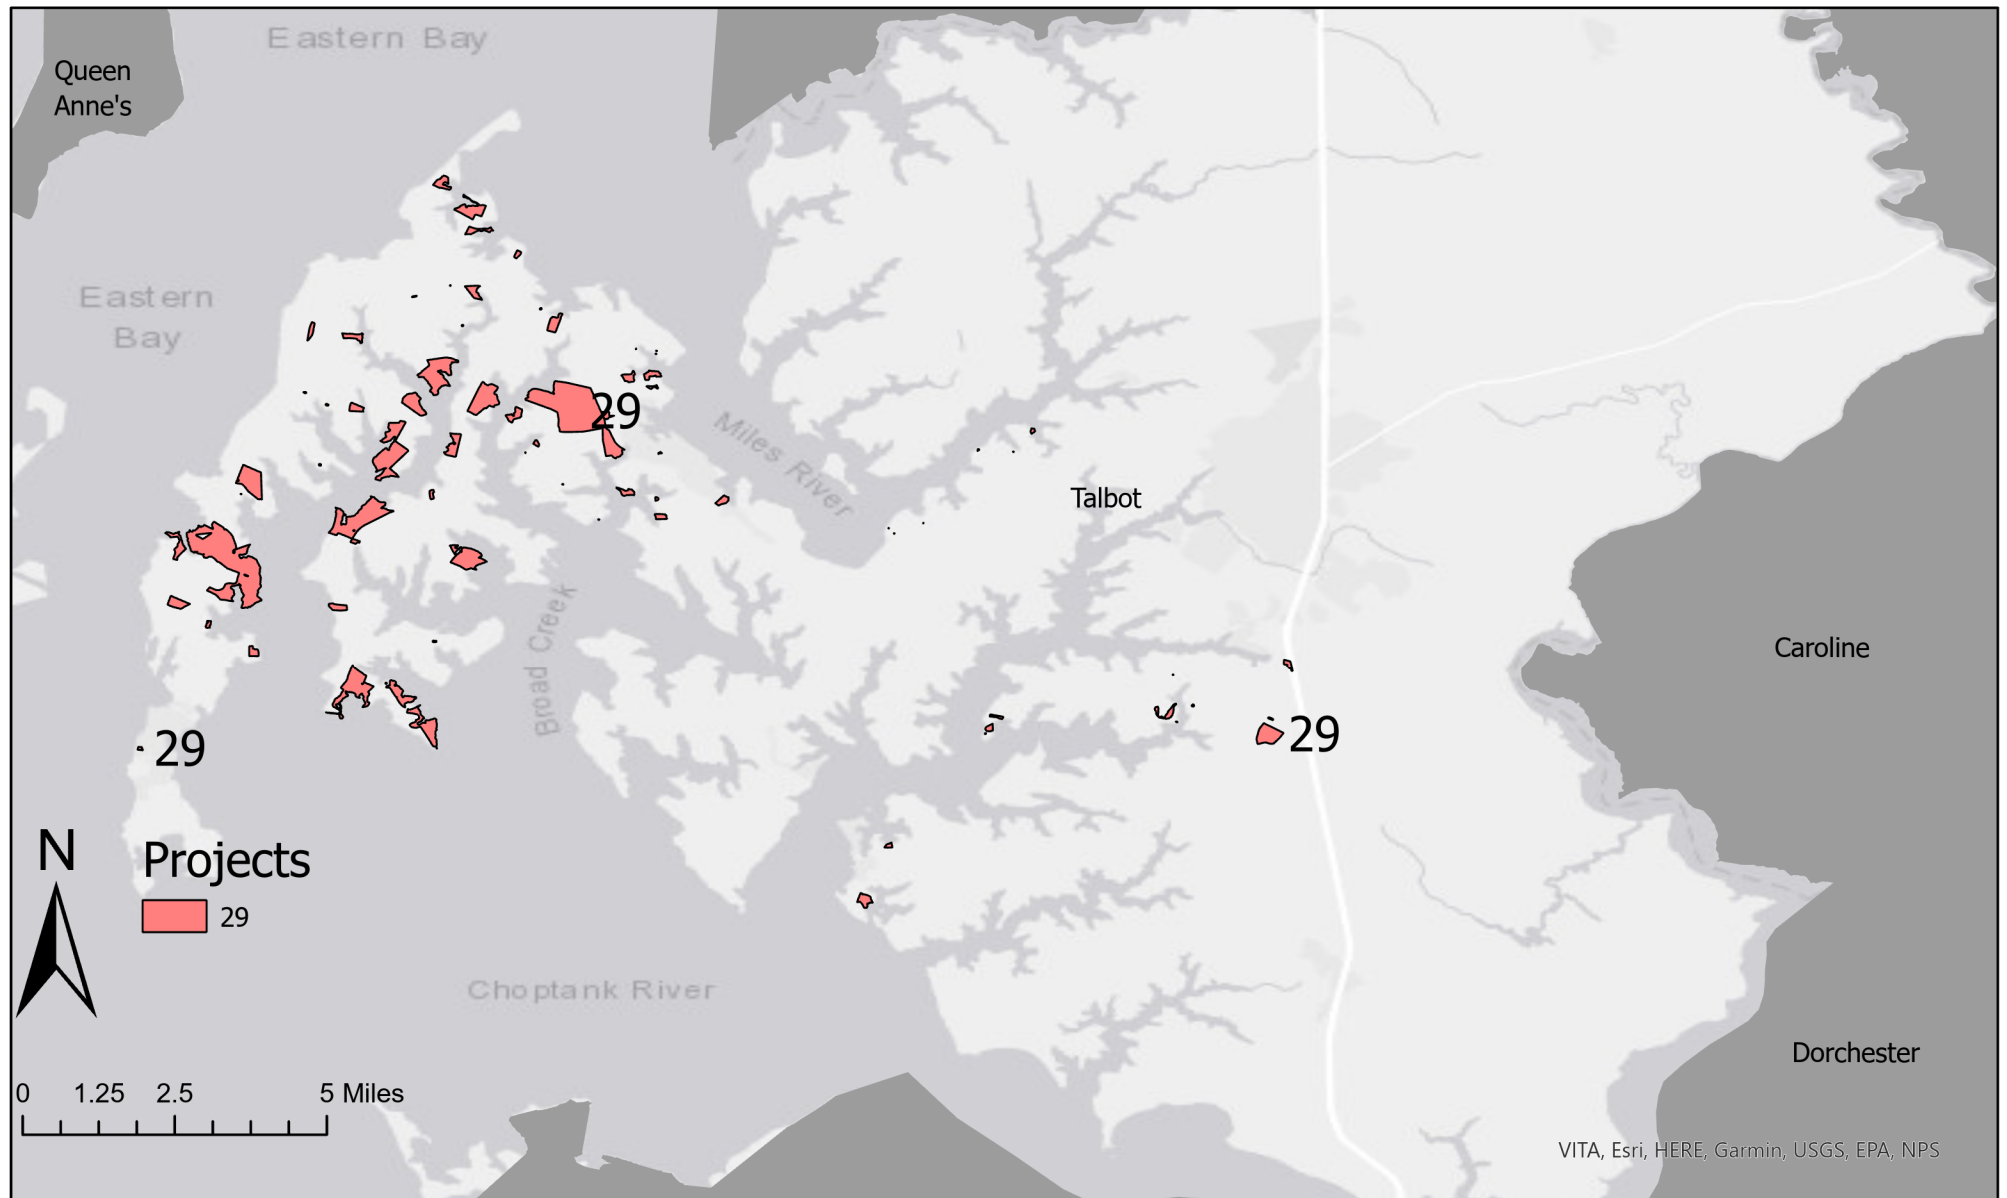 Eastern Bay
Queen
Anne's
Eastern
Bay
29
Miles River
Talbot
Broad Creek
Caroline
29
29
N
Projects
29
Choptank River
Dorchester
0 1.25 2.5 5 Miles
VITA, Esri, HERE, Garmin, USGS, EPA, NPS